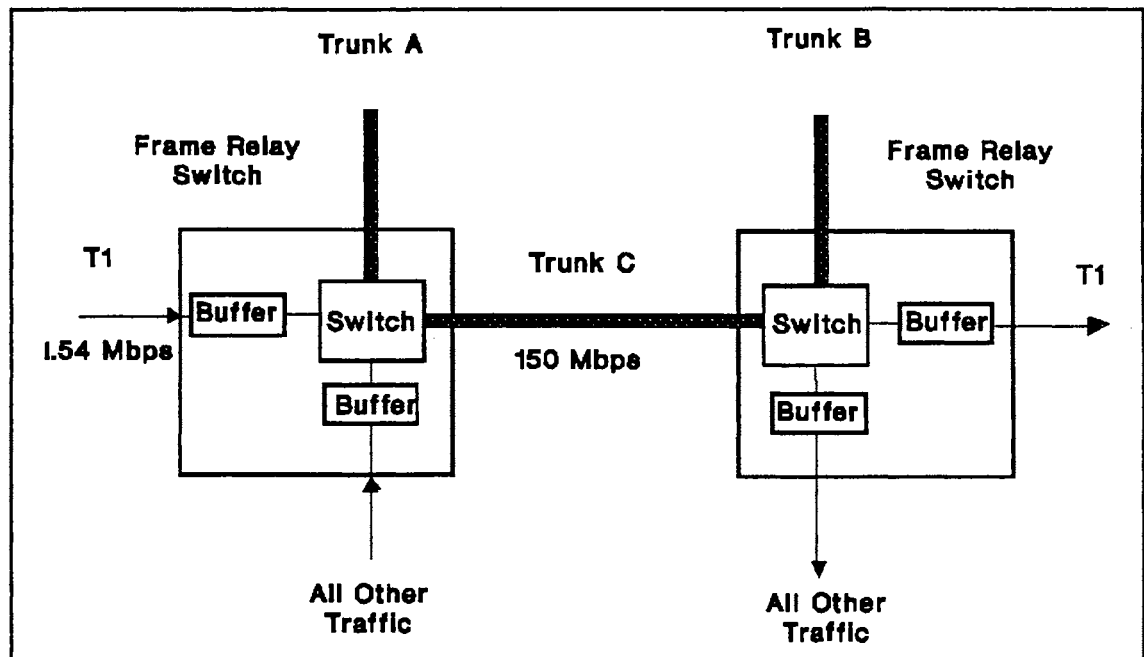 Trunk A
Trunk B
Frame Relay
Switch
Frame Relay
Switch
T1
Trunk C
T1
Buffer
Switch
Switch
Buffer
1.54 Mbps
150 Mbps
Buffer
Buffer
All Other
Traffic
All Other
Traffic